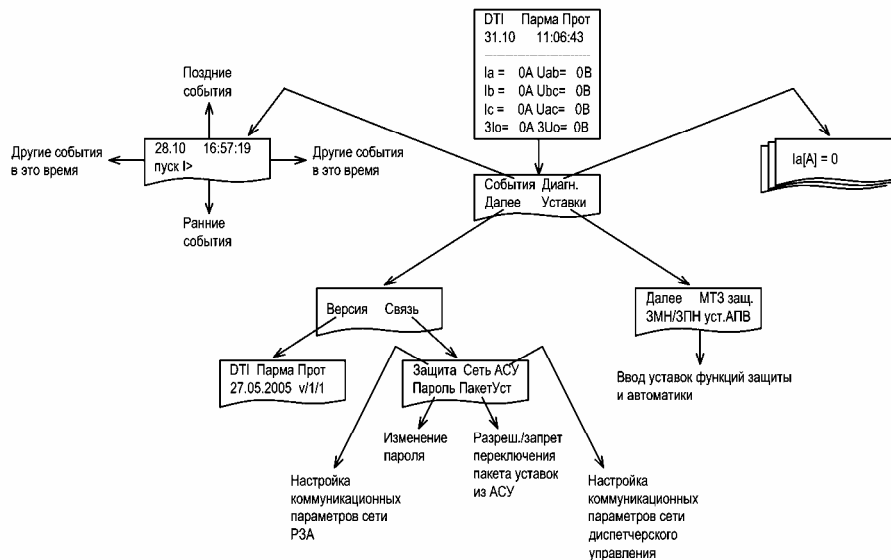 DTI Парма Прот
31.10 11:06:43
Ia = 0A Uab= 0B
Ib = 0A Ubc= 0B
Ic = 0A Uac= 0B
3Io= 0A 3Uo= 0B
Поздние
события
28.10 16:57:19
пуск I>
Другие события
в это время
Другие события
в это время
Ранние
события
События Диагн.
Далее Уставки
Ia[A] = 0
Версия Связь
Далее МТЗ защ.
ЗМН/ЗПН уст.АПВ
DTI Парма Прот
27.05.2005 v/1/1
Защита Сеть АСУ
Пароль ПакетУст
Ввод уставок функций защиты
и автоматики
Изменение
пароля
Разреш./запрет
переключения
пакета уставок
из АСУ
Настройка
коммуникационных
параметров сети
РЗА
Настройка
коммуникационных
параметров сети
диспетчерского
управления